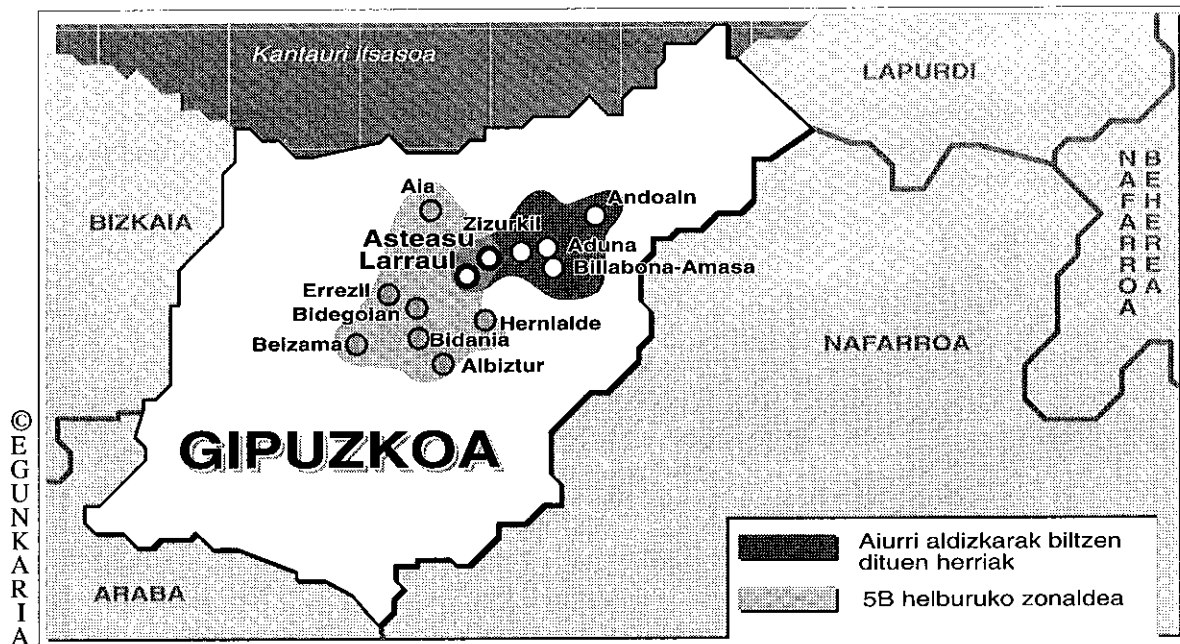 Kantauri Itsasoa
LAPURDI
NAFARROA
BEHEREA
BIZKAIA
Aia
Andoain
Zizurkil
Asteasu
Aduna
Larraul
Billabona-Amasa
Errezil
Bidegoian
Hernialde
Beizama
Bidania
Albiztur
NAFARROA
GIPUZKOA
ARABA
Aiurri aldizkarak biltzen
dituen herriak
5B helburuko zonaldea
©EGUNKARIA